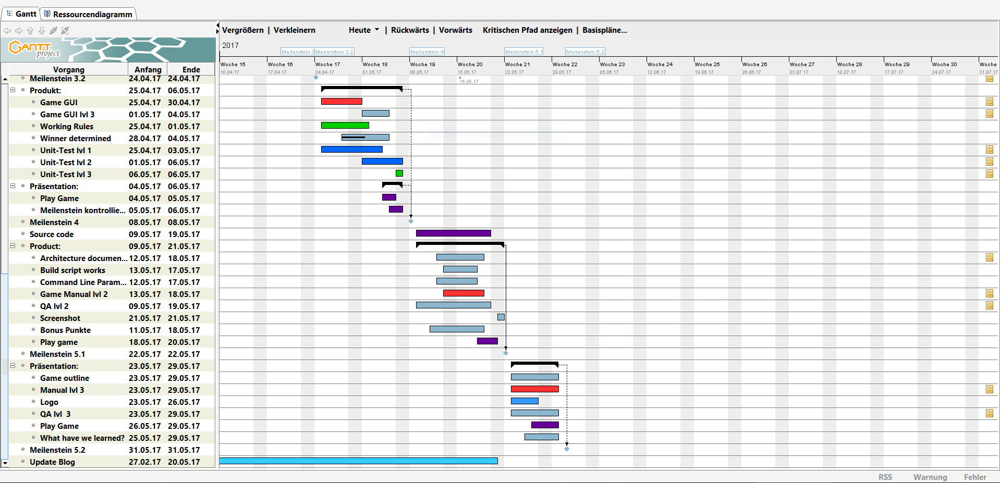 Gantt
Ressourcendiagramm
Vergrößern | Verkleinern Heute | Rückwärts | Vorwärts Kritischen Pfad anzeigen | Basispläne...
GANTT
project
2017
Meilenstein 3 Meilenstein 3.2 Meilenstein 4 Meilenstein 5.1 Meilenstein 5.2
Woche 15 Woche 16 Woche 17 Woche 18 Woche 19 Woche 20 Woche 21 Woche 22 Woche 23 Woche 24 Woche 25 Woche 26 Woche 27 Woche 28 Woche 29 Woche 30 Woche
10.04.17 17.04.17 24.04.17 01.05.17 08.05.17 15.05.17 22.05.17 29.05.17 05.06.17 12.06.17 19.06.17 26.06.17 03.07.17 10.07.17 17.07.17 24.07.17 31.07.17
15.05.17
Vorgang Anfang Ende
Meilenstein 3.2 24.04.17 24.04.17
Produkt: 25.04.17 06.05.17
Game GUI 25.04.17 30.04.17
Game GUI lvl 3 01.05.17 04.05.17
Working Rules 25.04.17 01.05.17
Winner determined 28.04.17 04.05.17
Unit-Test lvl 1 25.04.17 03.05.17
Unit-Test lvl 2 01.05.17 06.05.17
Unit-Test lvl 3 06.05.17 06.05.17
Präsentation: 04.05.17 06.05.17
Play Game 04.05.17 05.05.17
Meilenstein kontrollie... 05.05.17 06.05.17
Meilenstein 4 08.05.17 08.05.17
Source code 09.05.17 19.05.17
Product: 09.05.17 21.05.17
Architecture documen... 12.05.17 18.05.17
Build script works 13.05.17 17.05.17
Command Line Param... 12.05.17 17.05.17
Game Manual lvl 2 13.05.17 18.05.17
QA lvl 2 09.05.17 19.05.17
Screenshot 21.05.17 21.05.17
Bonus Punkte 11.05.17 18.05.17
Play game 18.05.17 20.05.17
Meilenstein 5.1 22.05.17 22.05.17
Präsentation: 23.05.17 29.05.17
Game outline 23.05.17 29.05.17
Manual lvl 3 23.05.17 29.05.17
Logo 23.05.17 26.05.17
QA lvl  3 23.05.17 29.05.17
Play Game 26.05.17 29.05.17
What have we learned? 25.05.17 29.05.17
Meilenstein 5.2 31.05.17 31.05.17
Update Blog 27.02.17 20.05.17
RSS Warnung Fehler